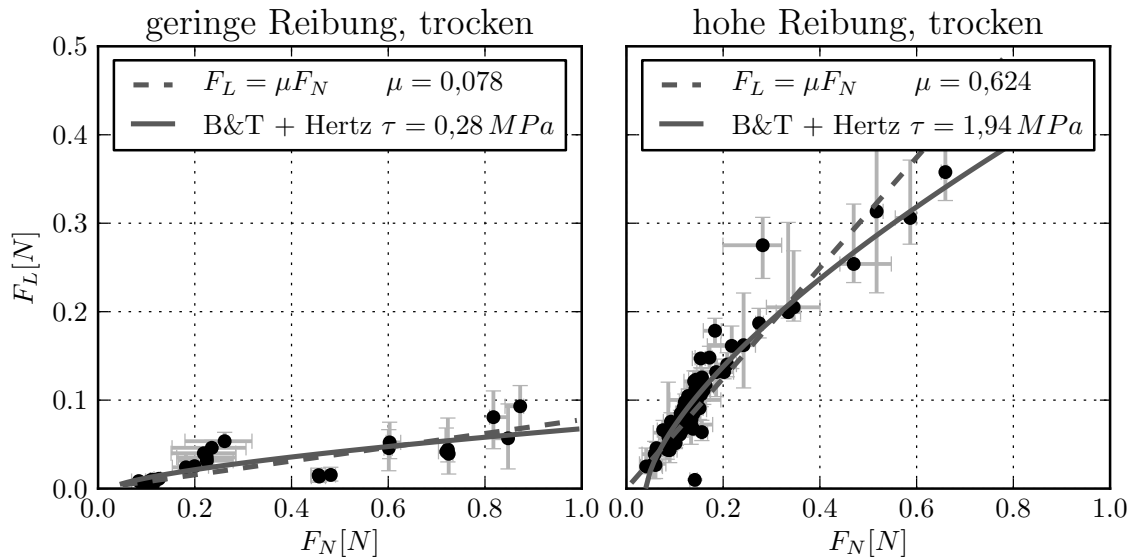 geringe Reibung, trocken
hohe Reibung, trocken
F_L = μF_N μ = 0,078
B&T + Hertz τ = 0,28 MPa
F_L = μF_N μ = 0,624
B&T + Hertz τ = 1,94 MPa
F_L[N]
0.5
0.4
0.3
0.2
0.1
0.0
0.0 0.2 0.4 0.6 0.8 1.0
0.0 0.2 0.4 0.6 0.8 1.0
F_N[N]
F_N[N]